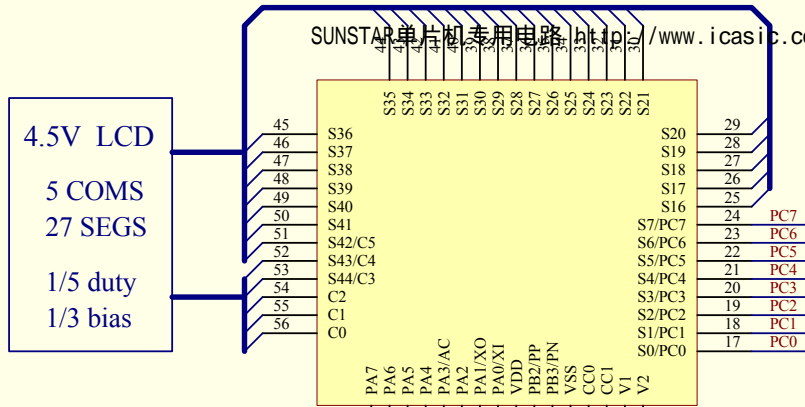 SUNSTAR单片机专用电路 http://www.icasic.co
4.5V LCD
5 COMS
27 SEGS
1/5 duty
1/3 bias
S35 S34 S33 S32 S31 S30 S29 S28 S27 S26 S25 S24 S23 S22 S21
45 S36
46 S37
47 S38
48 S39
49 S40
50 S41
51 S42/C5
52 S43/C4
53 S44/C3
54 C2
55 C1
56 C0
S20 29
S19 28
S18 27
S17 26
S16 25
S7/PC7 24 PC7
S6/PC6 23 PC6
S5/PC5 22 PC5
S4/PC4 21 PC4
S3/PC3 20 PC3
S2/PC2 19 PC2
S1/PC1 18 PC1
S0/PC0 17 PC0
PA7 PA6 PA5 PA4 PA3/AC PA2 PA1/XO PA0/XI VDD PB2/PP PB3/PN VSS CC0 CC1 V1 V2